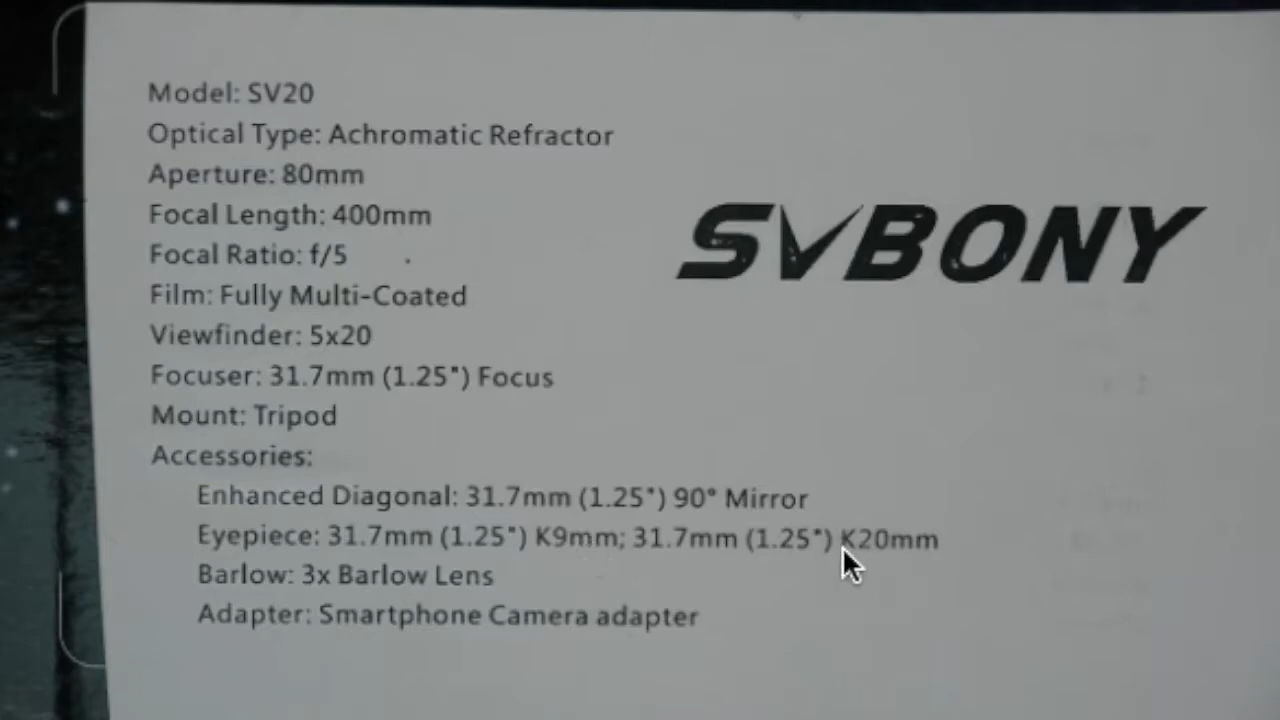 Model: SV20
Optical Type: Achromatic Refractor
Aperture: 80mm
Focal Length: 400mm
Focal Ratio: f/5
Film: Fully Multi-Coated
Viewfinder: 5x20
Focuser: 31.7mm (1.25") Focus
Mount: Tripod
Accessories:
Enhanced Diagonal: 31.7mm (1.25") 90° Mirror
Eyepiece: 31.7mm (1.25") K9mm; 31.7mm (1.25") K20mm
Barlow: 3x Barlow Lens
Adapter: Smartphone Camera adapter
SVBONY